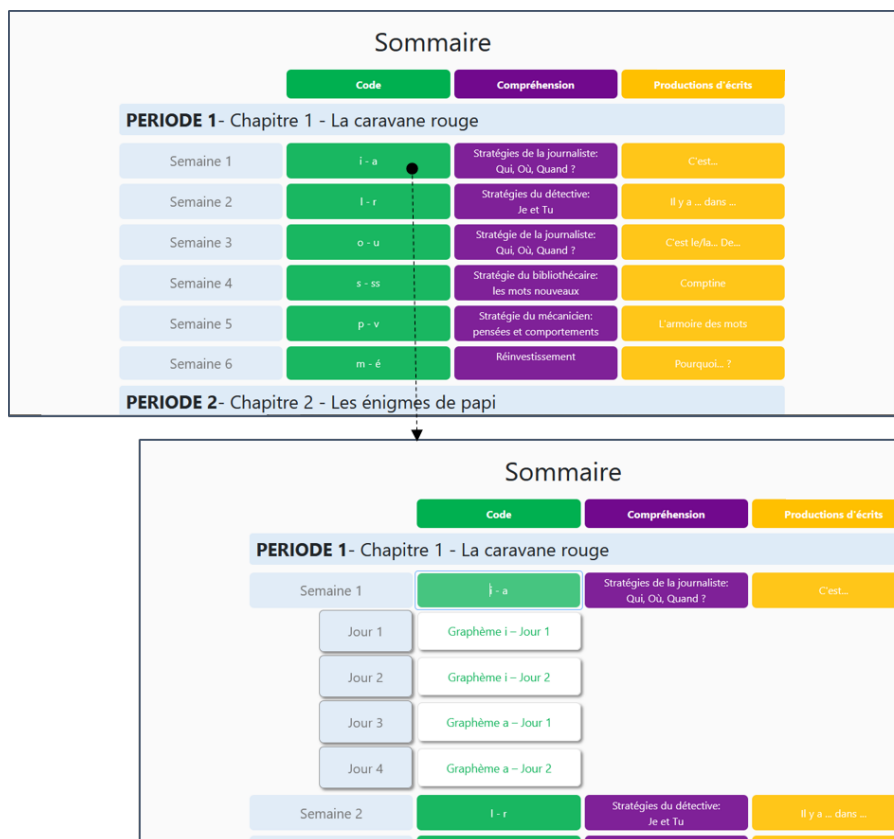 Sommaire
Code Compréhension Productions d'écrits
PERIODE 1- Chapitre 1 - La caravane rouge
Semaine 1 i - a Stratégies de la journaliste: Qui, Où, Quand ? C'est...
Semaine 2 l - r Stratégies du détective: Je et Tu Il y a ... dans ...
Semaine 3 o - u Stratégie de la journaliste: Qui, Où, Quand ? C'est le/la... De...
Semaine 4 s - ss Stratégie du bibliothécaire: les mots nouveaux Comptine
Semaine 5 p - v Stratégie du mécanicien: pensées et comportements L'armoire des mots
Semaine 6 m - é Réinvestissement Pourquoi... ?
PERIODE 2- Chapitre 2 - Les énigmes de papi
Sommaire
Code Compréhension Productions d'écrits
PERIODE 1- Chapitre 1 - La caravane rouge
Semaine 1 i - a Stratégies de la journaliste: Qui, Où, Quand ? C'est...
Jour 1 Graphème i – Jour 1
Jour 2 Graphème i – Jour 2
Jour 3 Graphème a – Jour 1
Jour 4 Graphème a – Jour 2
Semaine 2 l - r Stratégies du détective: Je et Tu Il y a ... dans ...